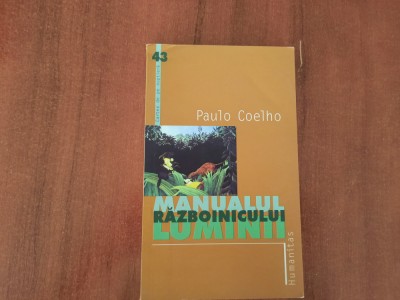 43
Paulo Coelho
MANUALUL
RĂZBOINICULUI
LUMINII
Humanitas